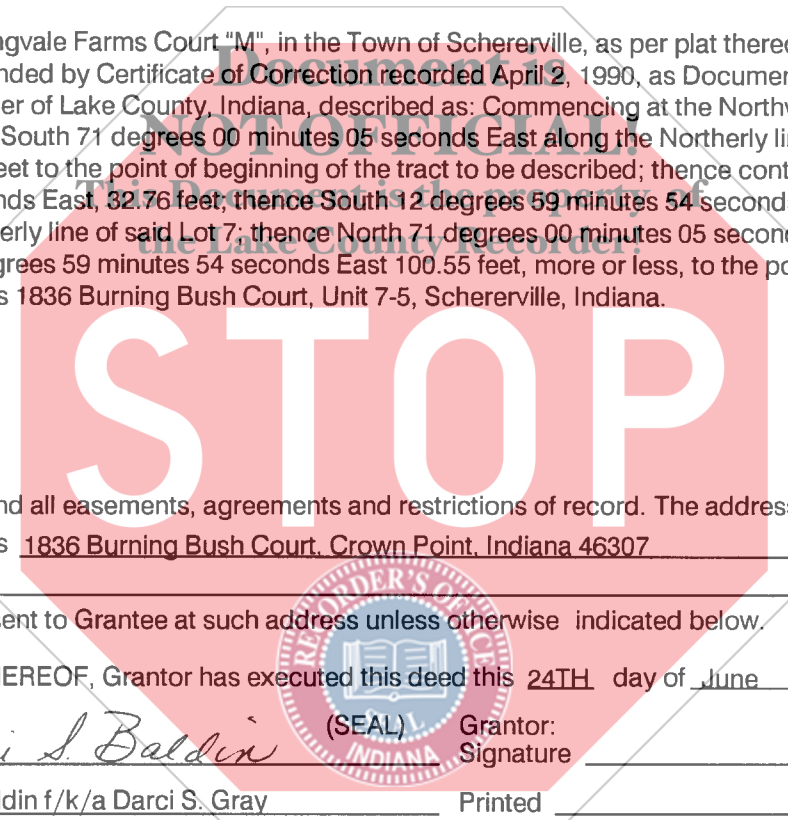 ngvale Farms Court "M", in the Town of Schererville, as per plat thereo
nded by Certificate of Correction recorded April 2, 1990, as Documen
er of Lake County, Indiana, described as: Commencing at the Northw
South 71 degrees 00 minutes 05 seconds East along the Northerly lin
eet to the point of beginning of the tract to be described; thence cont
nds East, 32.76 feet; thence South 12 degrees 59 minutes 54 second
erly line of said Lot 7; thence North 71 degrees 00 minutes 05 second
grees 59 minutes 54 seconds East 100.55 feet, more or less, to the po
s 1836 Burning Bush Court, Unit 7-5, Schererville, Indiana.
Document is
NOT OFFICIAL!
This Document is the property of
the Lake County Recorder!
STOP
nd all easements, agreements and restrictions of record. The address
s 1836 Burning Bush Court, Crown Point, Indiana 46307
ent to Grantee at such address unless otherwise indicated below.
EREOF, Grantor has executed this deed this 24TH day of June
i S. Baldin (SEAL) Grantor:
Signature
ldin f/k/a Darci S. Gray Printed
RECORDER'S OFFICE
SEAL
INDIANA